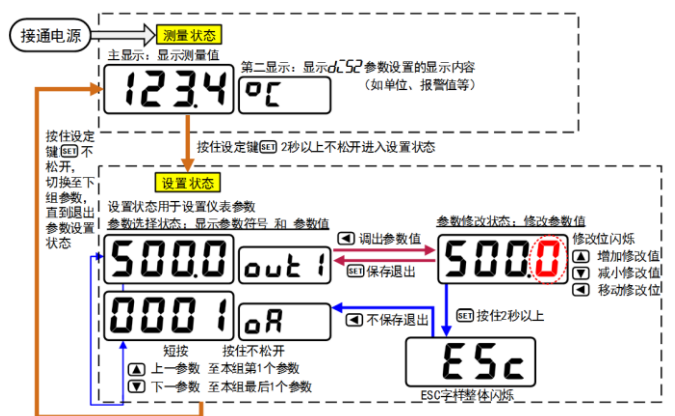 接通电源
测量状态
主显示：显示测量值
123.4
℃
第二显示：显示dCS2参数设置的显示内容
（如单位、报警值等）
按住设定键SET 2秒以上不松开进入设置状态
按住设定
键SET不
松开，
切换至下
组参数，
直到退出
参数设置
状态
设置状态
设置状态用于设置仪表参数
参数选择状态：显示参数符号 和 参数值
500.0
out1
◀ 调出参数值
SET保存退出
参数修改状态：修改参数值
500.0
修改位闪烁
▲ 增加修改值
▼ 减小修改值
◀ 移动修改位
0001
oA
◀ 不保存退出
SET 按住2秒以上
ESc
ESC字样整体闪烁
短按 按住不松开
▲ 上一参数 至本组第1个参数
▼ 下一参数 至本组最后1个参数